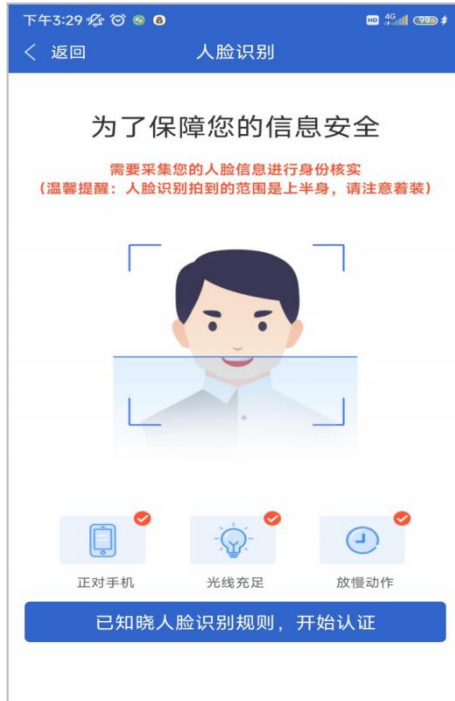 下午3:29
HD 4G 99
返回
人脸识别
为了保障您的信息安全
需要采集您的人脸信息进行身份核实
（温馨提醒：人脸识别拍到的范围是上半身，请注意着装）
正对手机
光线充足
放慢动作
已知晓人脸识别规则，开始认证